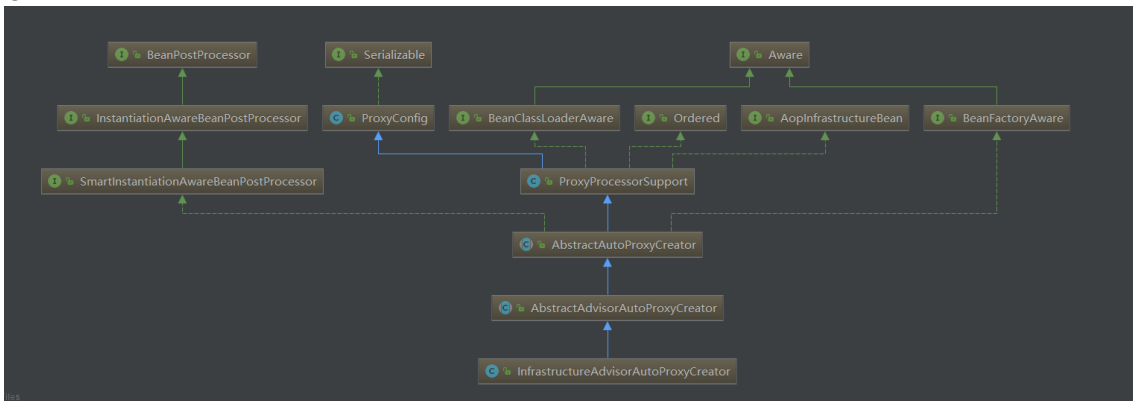 BeanPostProcessor
Serializable
Aware
InstantiationAwareBeanPostProcessor
ProxyConfig
BeanClassLoaderAware
Ordered
AopInfrastructureBean
BeanFactoryAware
SmartInstantiationAwareBeanPostProcessor
ProxyProcessorSupport
AbstractAutoProxyCreator
AbstractAdvisorAutoProxyCreator
InfrastructureAdvisorAutoProxyCreator